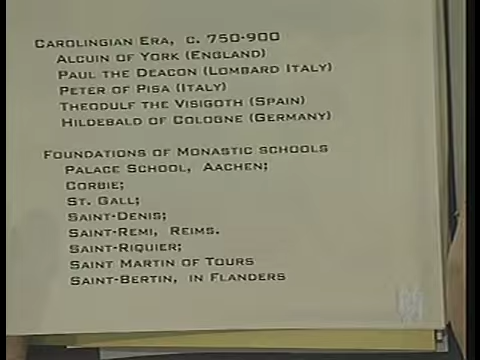 Carolingian Era, c. 750-900
Alcuin of York (England)
Paul the Deacon (Lombard Italy)
Peter of Pisa (Italy)
Theodulf the Visigoth (Spain)
Hildebald of Cologne (Germany)
Foundations of Monastic schools
Palace School, Aachen;
Corbie;
St. Gall;
Saint-Denis;
Saint-Remi, Reims.
Saint-Riquier;
Saint Martin of Tours
Saint-Bertin, in Flanders